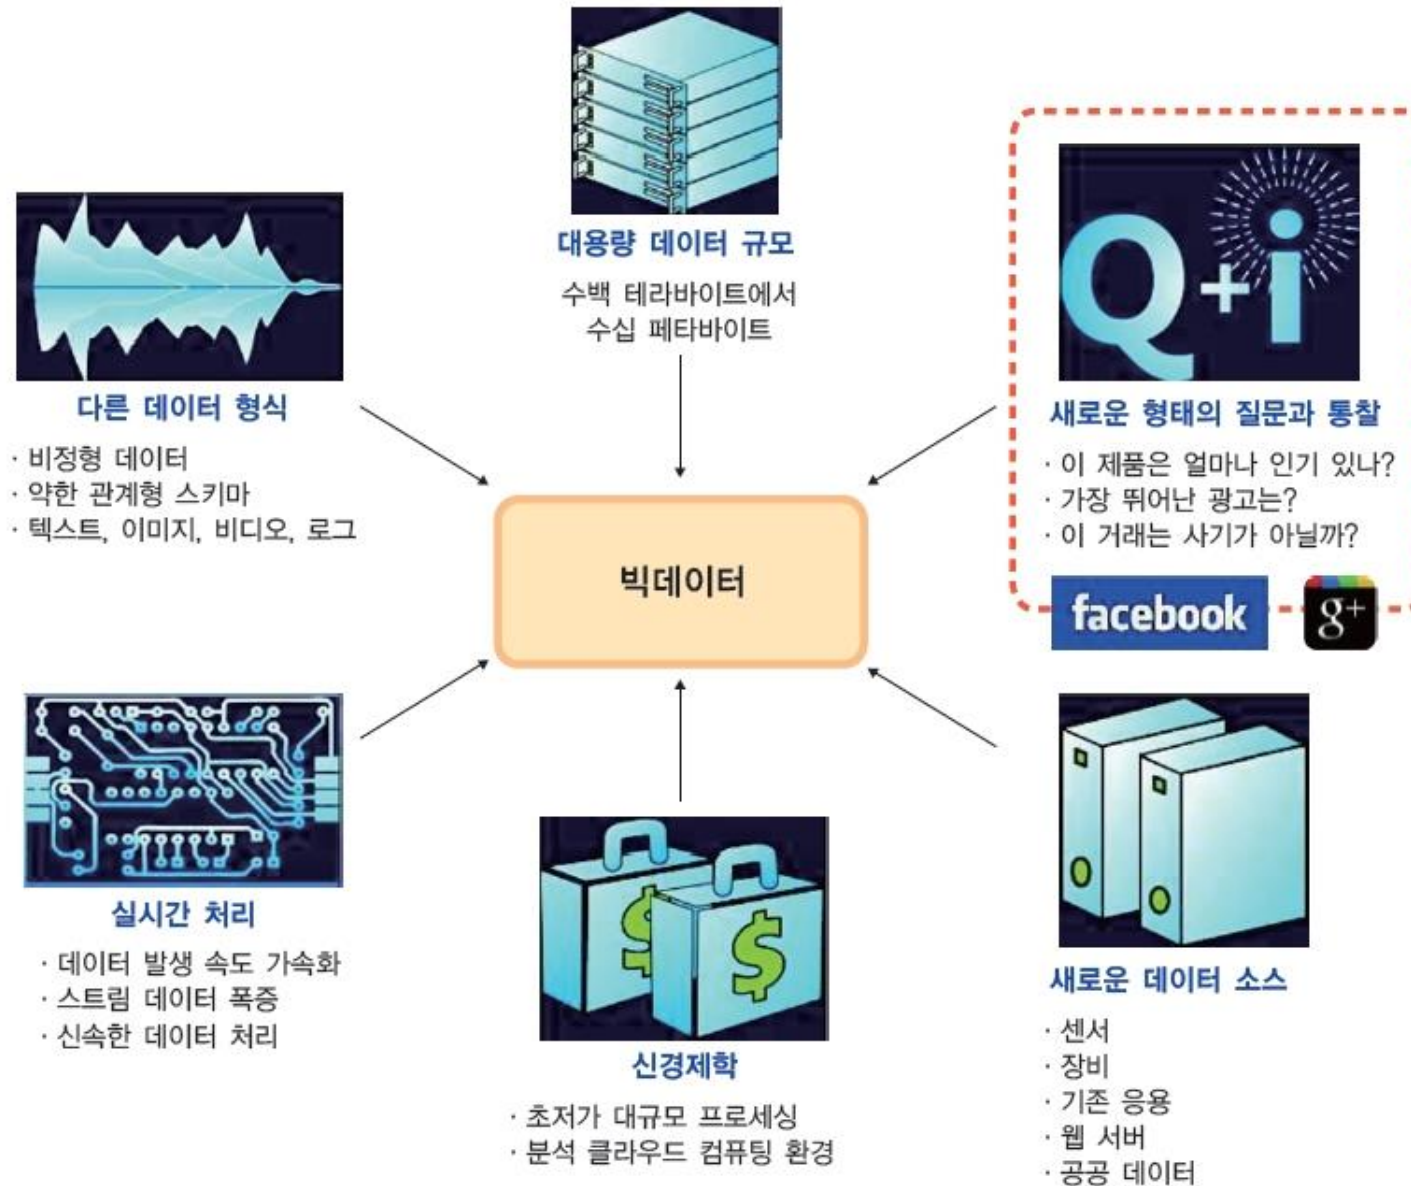 대용량 데이터 규모
수백 테라바이트에서
수십 페타바이트
다른 데이터 형식
· 비정형 데이터
· 약한 관계형 스키마
· 텍스트, 이미지, 비디오, 로그
Q+i
새로운 형태의 질문과 통찰
· 이 제품은 얼마나 인기 있나?
· 가장 뛰어난 광고는?
· 이 거래는 사기가 아닐까?
facebook
g+
빅데이터
실시간 처리
· 데이터 발생 속도 가속화
· 스트림 데이터 폭증
· 신속한 데이터 처리
$ $
신경제학
· 초저가 대규모 프로세싱
· 분석 클라우드 컴퓨팅 환경
새로운 데이터 소스
· 센서
· 장비
· 기존 응용
· 웹 서버
· 공공 데이터